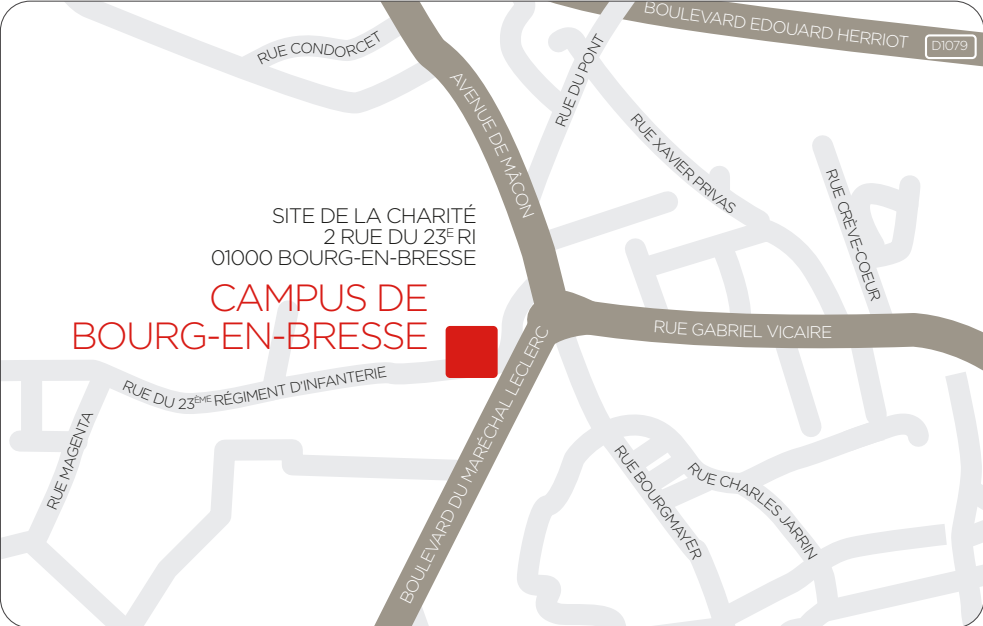 BOULEVARD EDOUARD HERRIOT
D1079
RUE CONDORCET
AVENUE DE MÂCON
RUE DU PONT
RUE XAVIER PRIVAS
RUE CRÈVE-COEUR
SITE DE LA CHARITÉ
2 RUE DU 23E RI
01000 BOURG-EN-BRESSE
CAMPUS DE
BOURG-EN-BRESSE
RUE GABRIEL VICAIRE
RUE DU 23ÈME RÉGIMENT D'INFANTERIE
BOULEVARD DU MARÉCHAL LECLERC
RUE MAGENTA
RUE BOURGMAYER
RUE CHARLES JARRIN